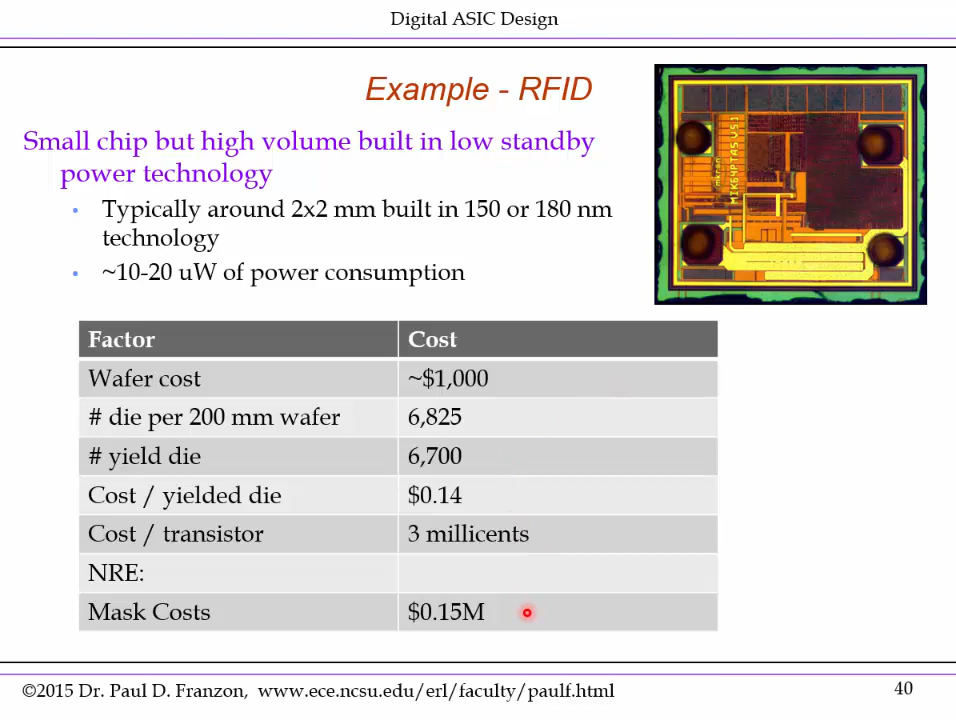 Digital ASIC Design
Example - RFID
Small chip but high volume built in low standby
power technology
• Typically around 2x2 mm built in 150 or 180 nm
technology
• ~10-20 uW of power consumption
mikron
MIK64PTAS V5.1
Factor Cost
Wafer cost ~$1,000
# die per 200 mm wafer 6,825
# yield die 6,700
Cost / yielded die $0.14
Cost / transistor 3 millicents
NRE:
Mask Costs $0.15M
©2015 Dr. Paul D. Franzon, www.ece.ncsu.edu/erl/faculty/paulf.html
40